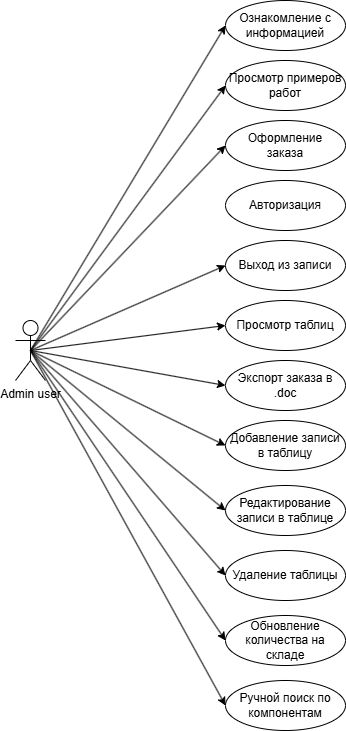 Ознакомление с
информацией
Просмотр примеров
работ
Оформление
заказа
Авторизация
Выход из записи
Просмотр таблиц
Admin user
Экспорт заказа в
.doc
Добавление записи
в таблицу
Редактирование
записи в таблице
Удаление таблицы
Обновление
количества на
складе
Ручной поиск по
компонентам